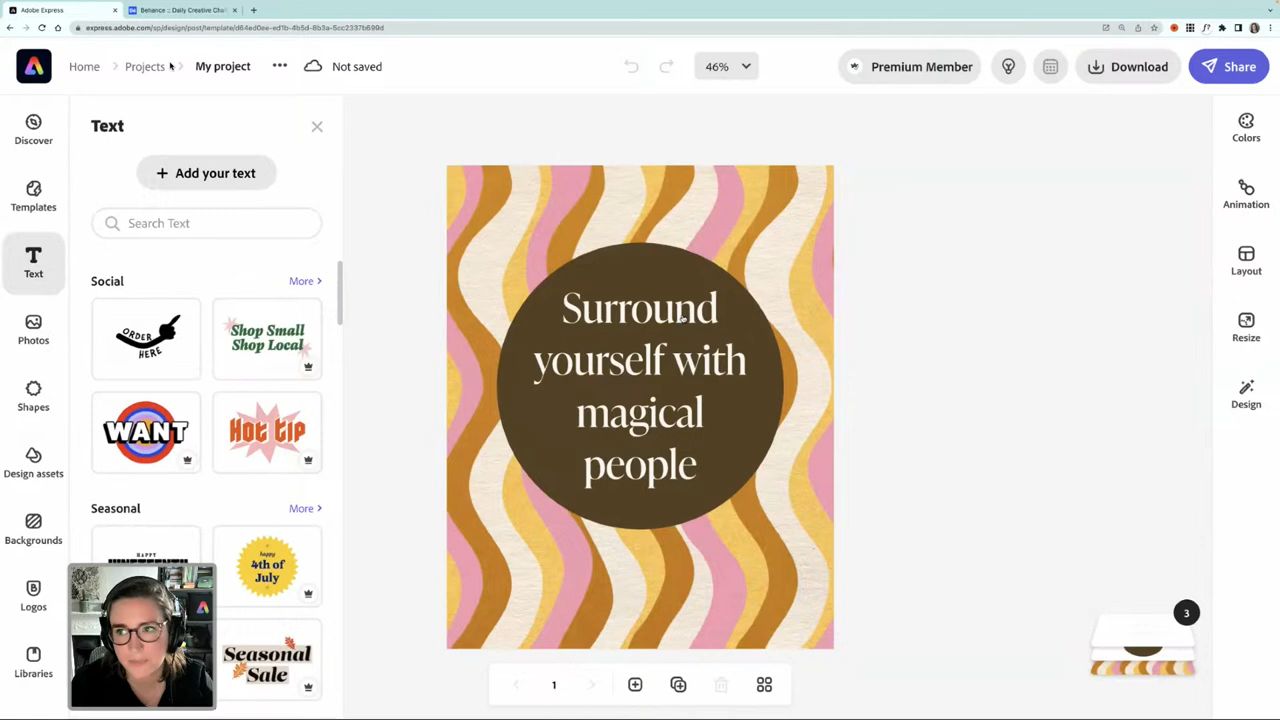 Adobe Express
Behance :: Daily Creative Chal
express.adobe.com/sp/design/post/template/d64ed0ee-ed1b-4b5d-8b3a-5cc2337b699d
Home
Projects
My project
Not saved
46%
Premium Member
Download
Share
Discover
Templates
Text
Photos
Shapes
Design assets
Backgrounds
Logos
Libraries
Text
+ Add your text
Search Text
Social
More >
ORDER
HERE
Shop Small
Shop Local
WANT
Hot tip
Seasonal
More >
HAPPY
happy
4th of
July
Seasonal
Sale
Surround
yourself with
magical
people
1
Colors
Animation
Layout
Resize
Design
3